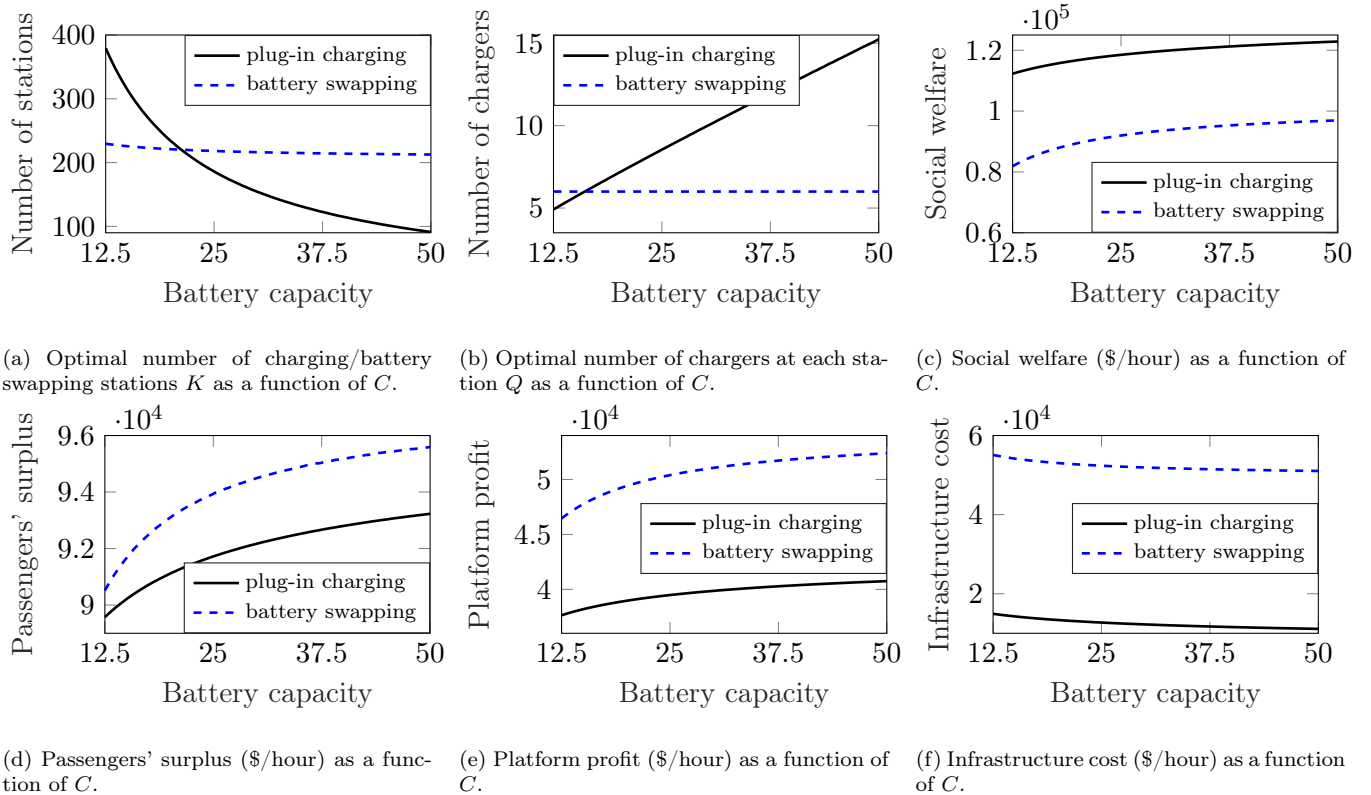 ·10⁵
Number of stations
400
300
200
100
12.5
25
37.5
50
plug-in charging
battery swapping
Battery capacity
Number of chargers
15
10
5
12.5
25
37.5
50
plug-in charging
battery swapping
Battery capacity
Social welfare
1.2
1
0.8
0.6
12.5
25
37.5
50
plug-in charging
battery swapping
Battery capacity
(a) Optimal number of charging/battery
swapping stations K as a function of C.
(b) Optimal number of chargers at each sta-
tion Q as a function of C.
(c) Social welfare ($/hour) as a function of
C.
·10⁴
Passengers' surplus
9.6
9.4
9.2
9
12.5
25
37.5
50
plug-in charging
battery swapping
Battery capacity
·10⁴
Platform profit
5
4.5
4
12.5
25
37.5
50
plug-in charging
battery swapping
Battery capacity
·10⁴
Infrastructure cost
6
4
2
12.5
25
37.5
50
plug-in charging
battery swapping
Battery capacity
(d) Passengers' surplus ($/hour) as a func-
tion of C.
(e) Platform profit ($/hour) as a function of
C.
(f) Infrastructure cost ($/hour) as a function
of C.